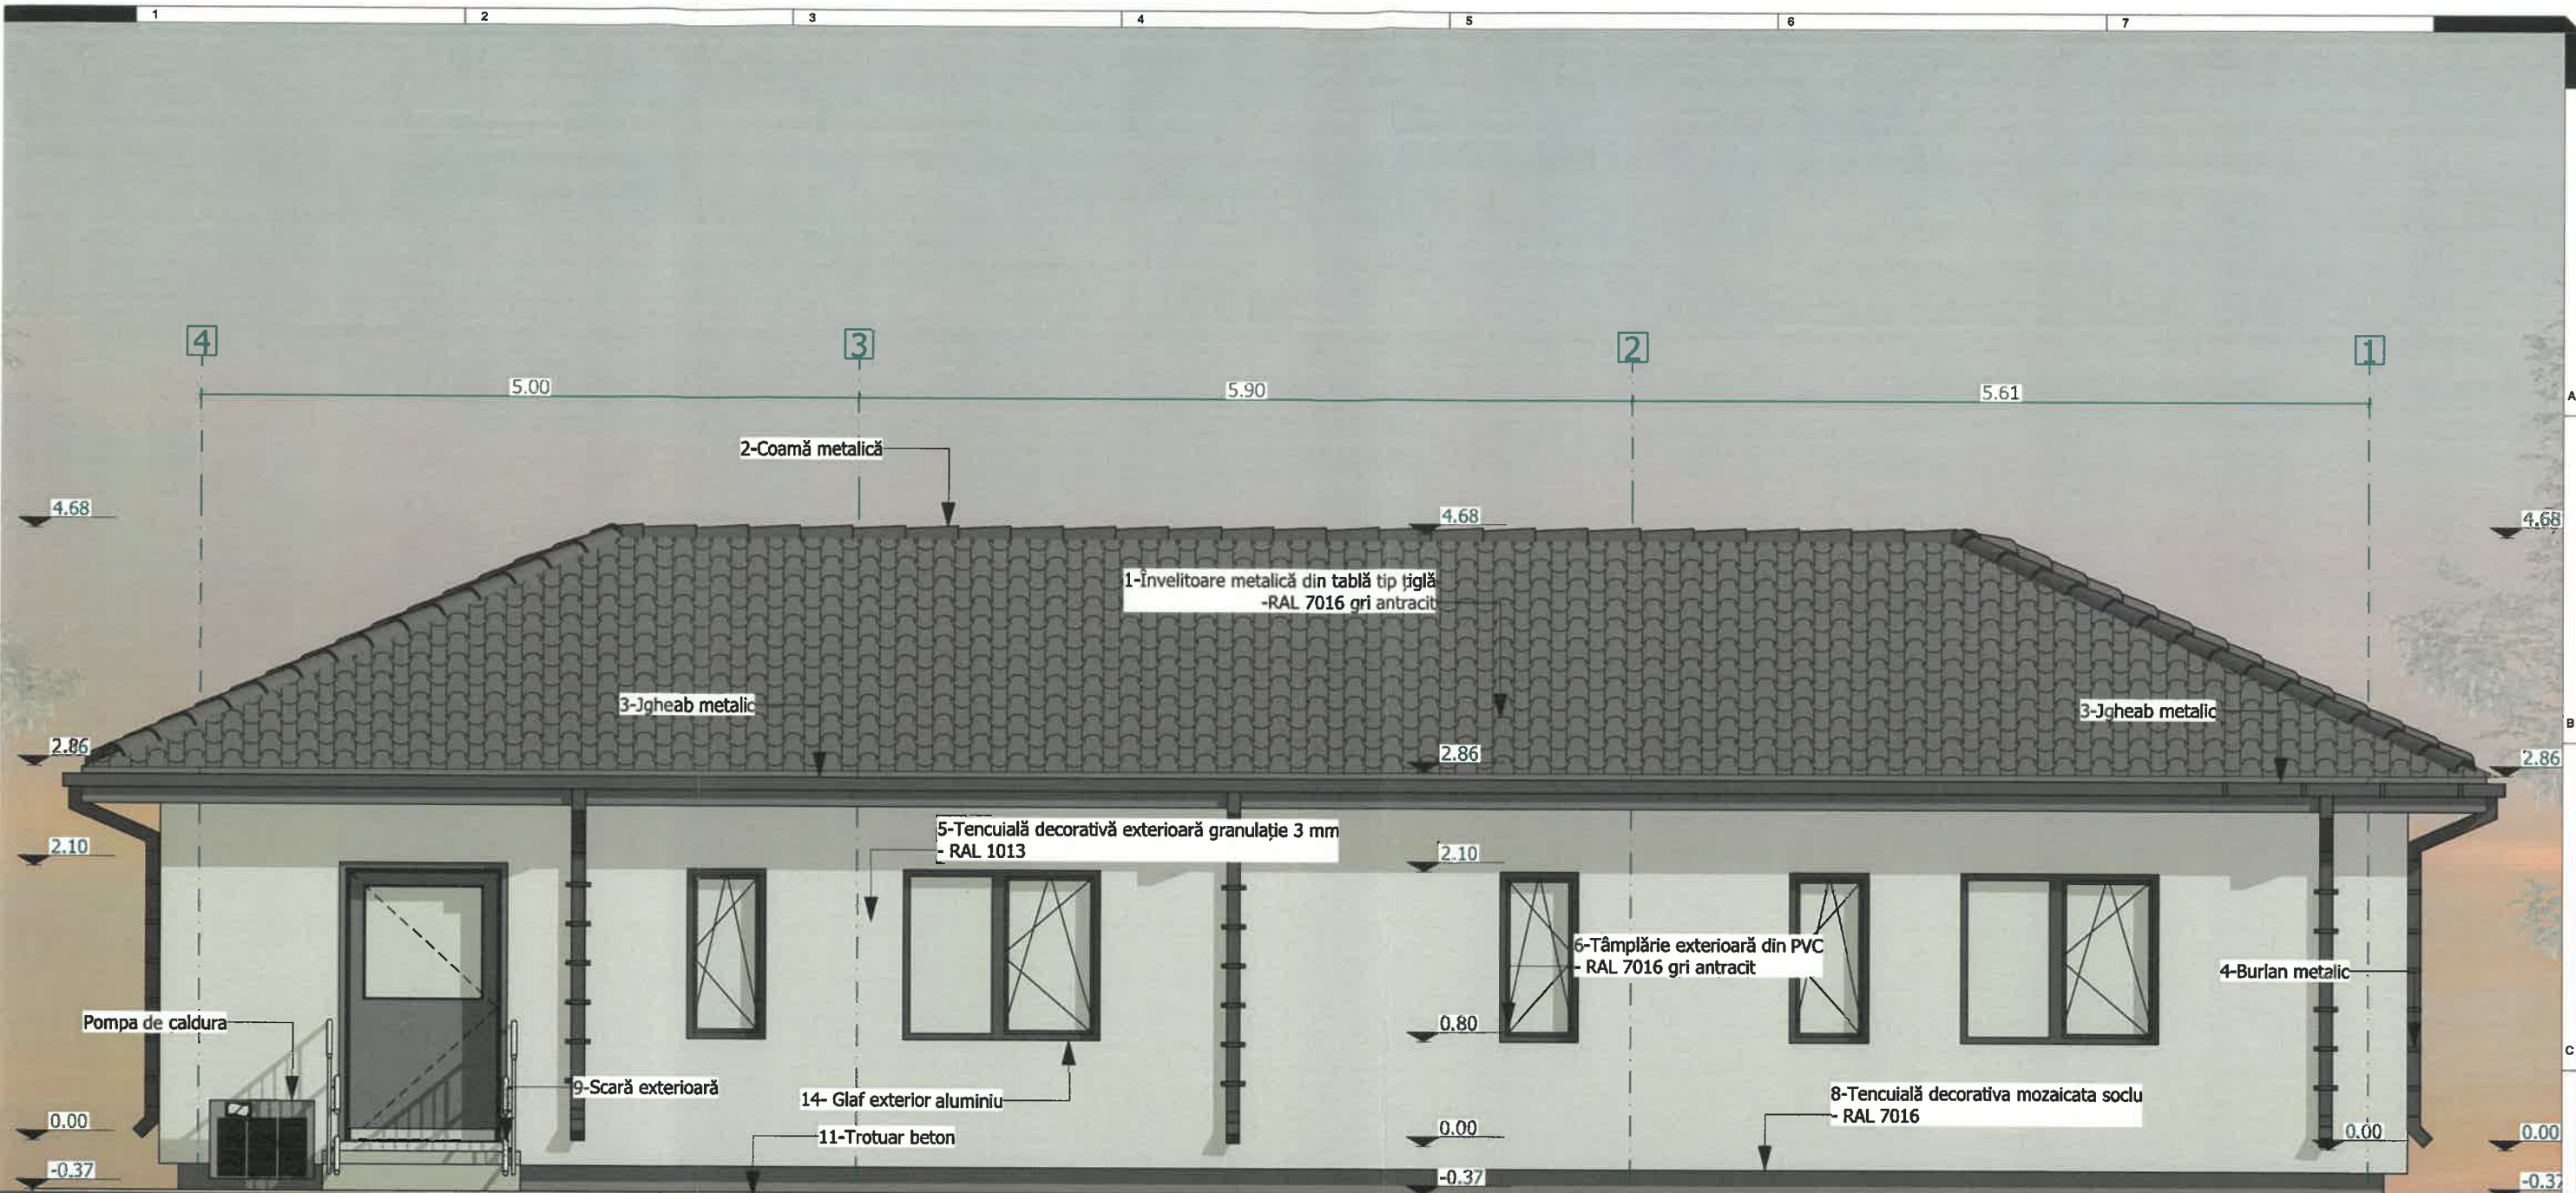 1 2 3 4 5 6 7
4 3 2 1
5.00 5.90 5.61
A
2-Coamă metalică
4.68 4.68 4.68
1-Învelitoare metalică din tablă tip țiglă
-RAL 7016 gri antracit
3-Jgheab metalic 3-Jgheab metalic
B
2.86 2.86 2.86
5-Tencuială decorativă exterioară granulație 3 mm
- RAL 1013
2.10 2.10
6-Tâmplărie exterioară din PVC
- RAL 7016 gri antracit
4-Burlan metalic
Pompa de caldura
0.80
C
9-Scară exterioară
14- Glaf exterior aluminiu
8-Tencuială decorativa mozaicata soclu
- RAL 7016
0.00 0.00 0.00 0.00
11-Trotuar beton
-0.37 -0.37 -0.37